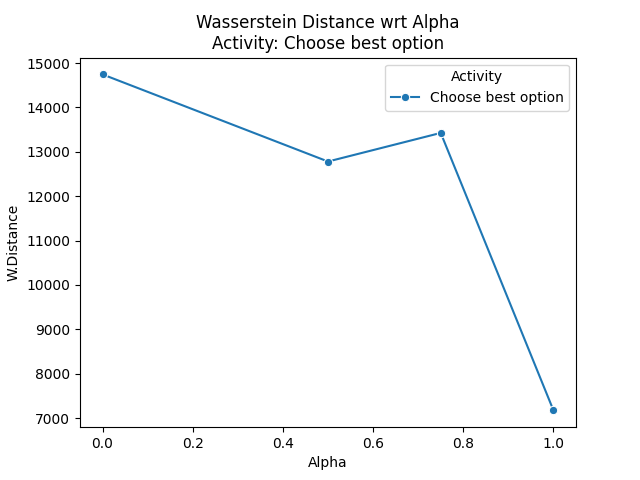 Wasserstein Distance wrt Alpha
Activity: Choose best option
Activity
Choose best option
W.Distance
15000
14000
13000
12000
11000
10000
9000
8000
7000
0.0 0.2 0.4 0.6 0.8 1.0
Alpha